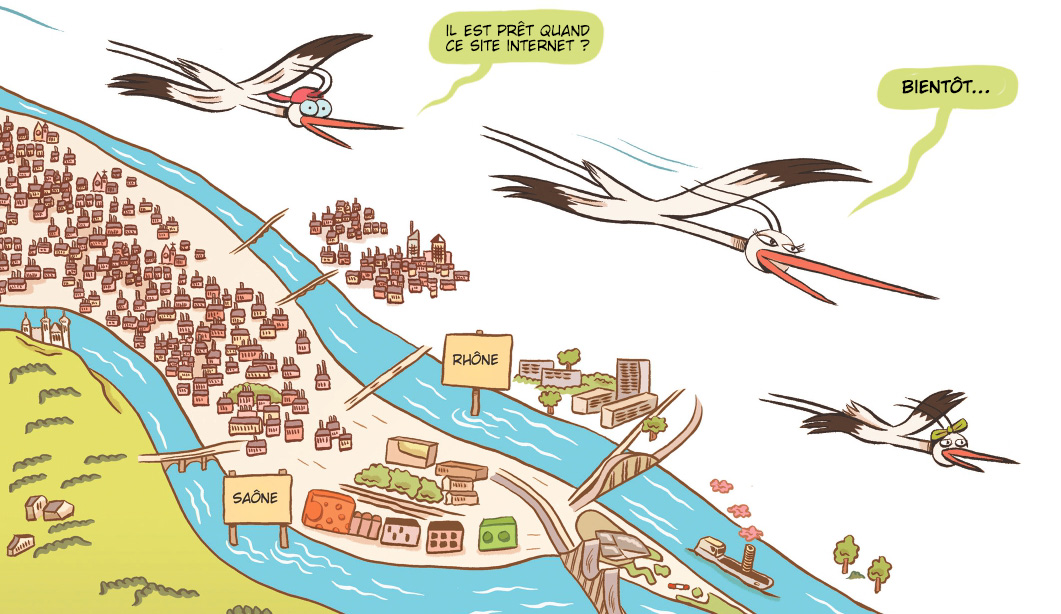 IL EST PRÊT QUAND
CE SITE INTERNET ?
BIENTÔT...
RHÔNE
SAÔNE